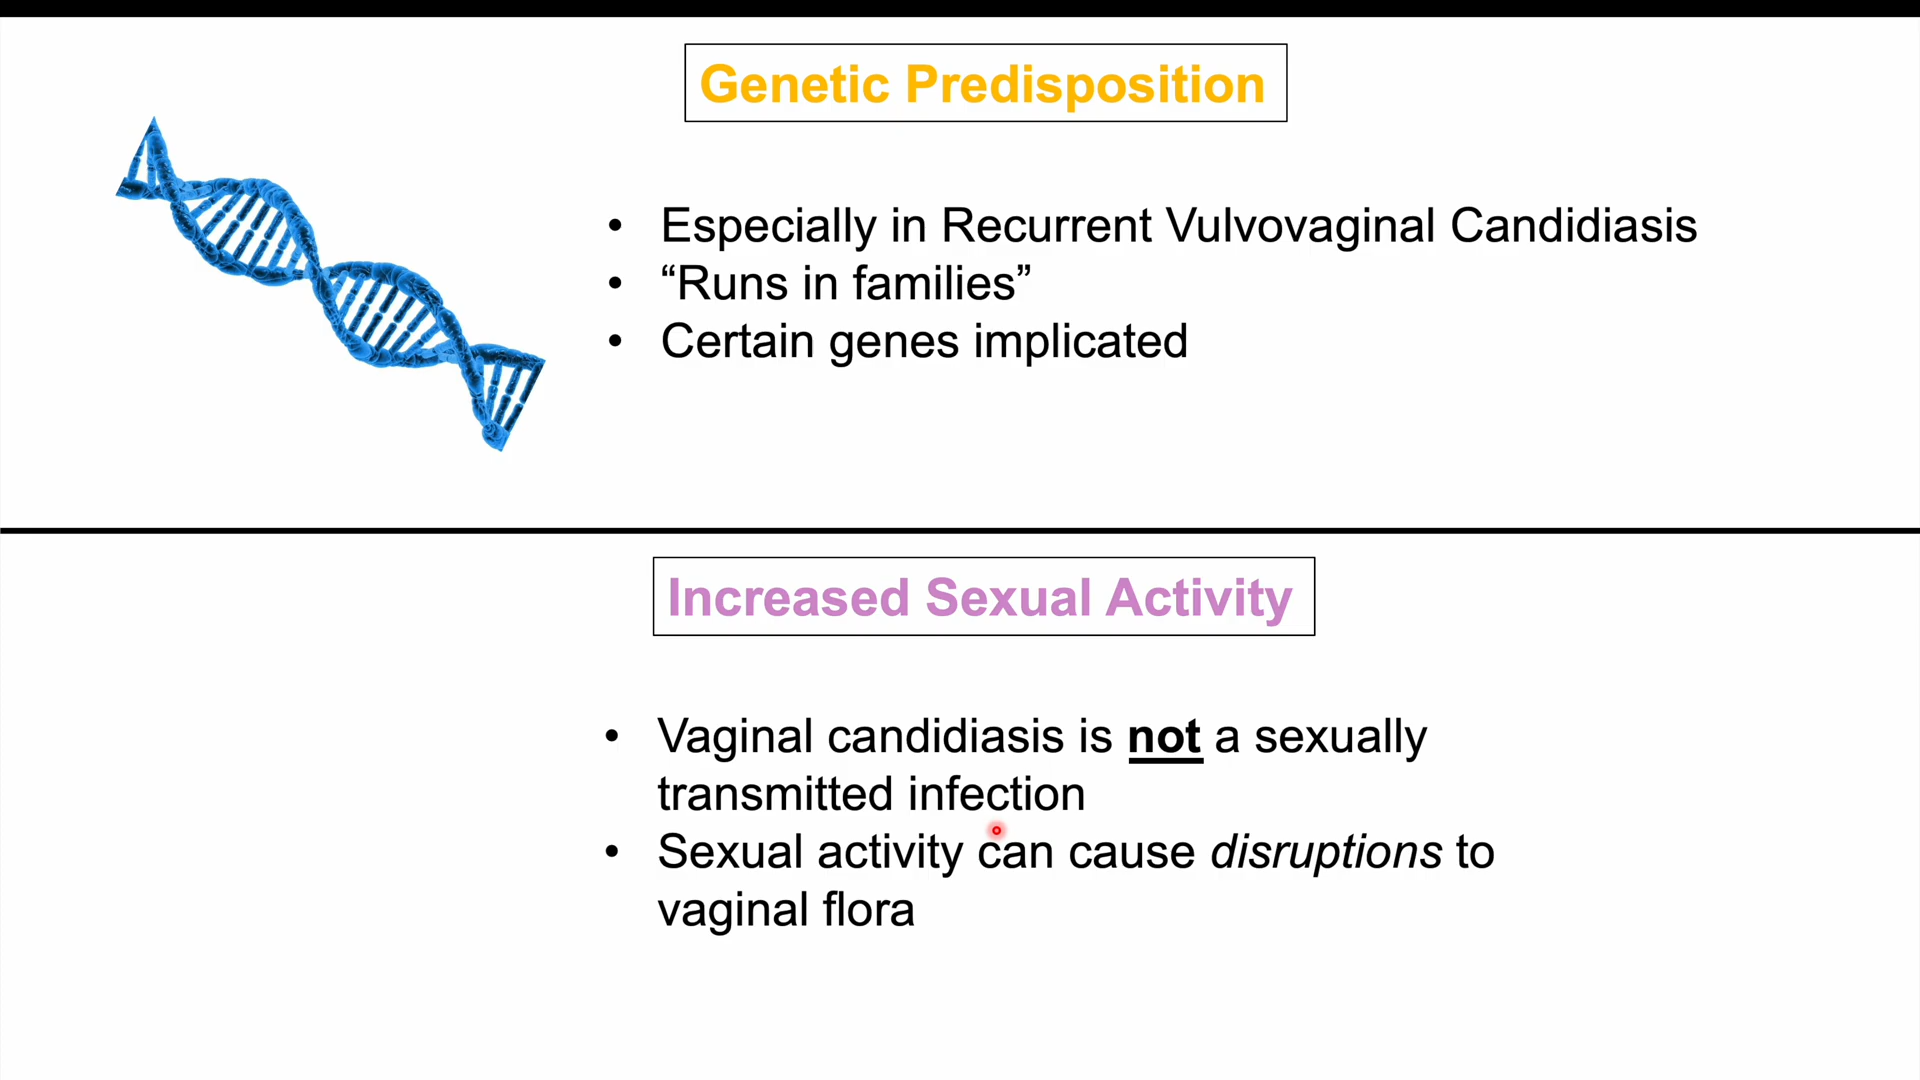 Genetic Predisposition
• Especially in Recurrent Vulvovaginal Candidiasis
• “Runs in families”
• Certain genes implicated
Increased Sexual Activity
• Vaginal candidiasis is not a sexually
transmitted infection
• Sexual activity can cause disruptions to
vaginal flora